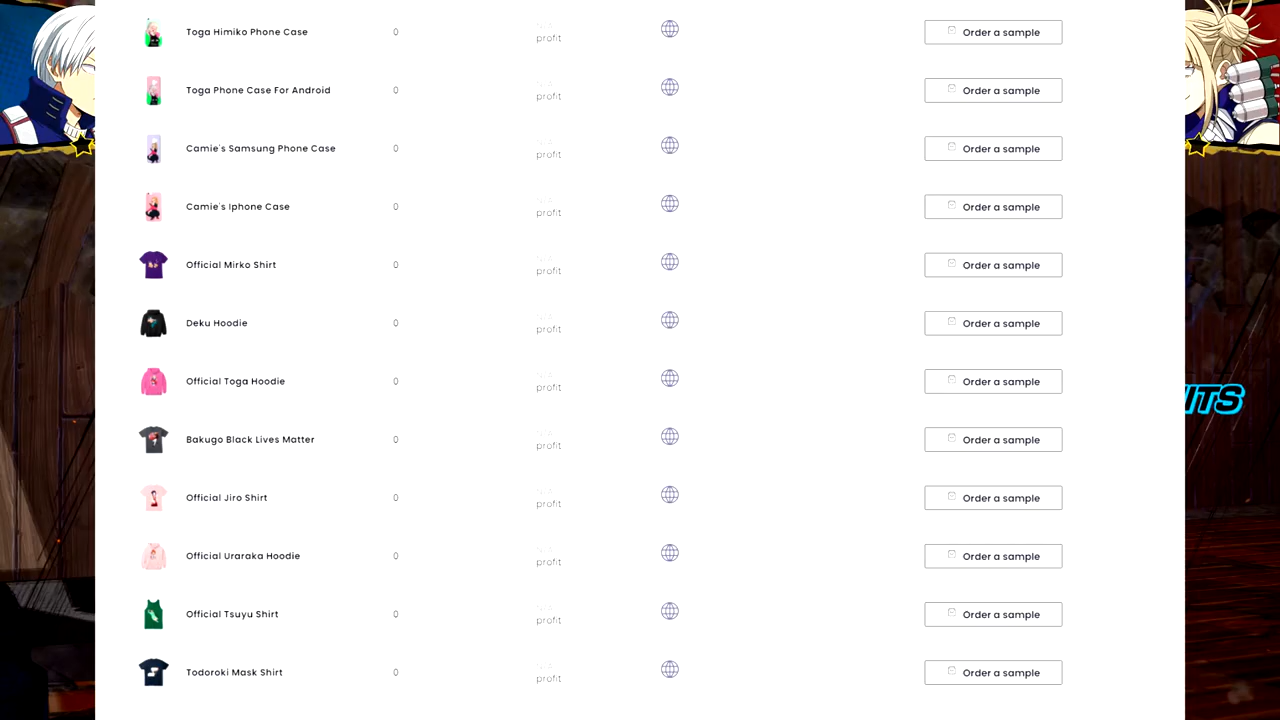 Toga Himiko Phone Case 0 profit Order a sample
Toga Phone Case For Android 0 profit Order a sample
Camie's Samsung Phone Case 0 profit Order a sample
Camie's Iphone Case 0 profit Order a sample
Official Mirko Shirt 0 profit Order a sample
Deku Hoodie 0 profit Order a sample
Official Toga Hoodie 0 profit Order a sample
ITS
Bakugo Black Lives Matter 0 profit Order a sample
Official Jiro Shirt 0 profit Order a sample
Official Uraraka Hoodie 0 profit Order a sample
Official Tsuyu Shirt 0 profit Order a sample
Todoroki Mask Shirt 0 profit Order a sample